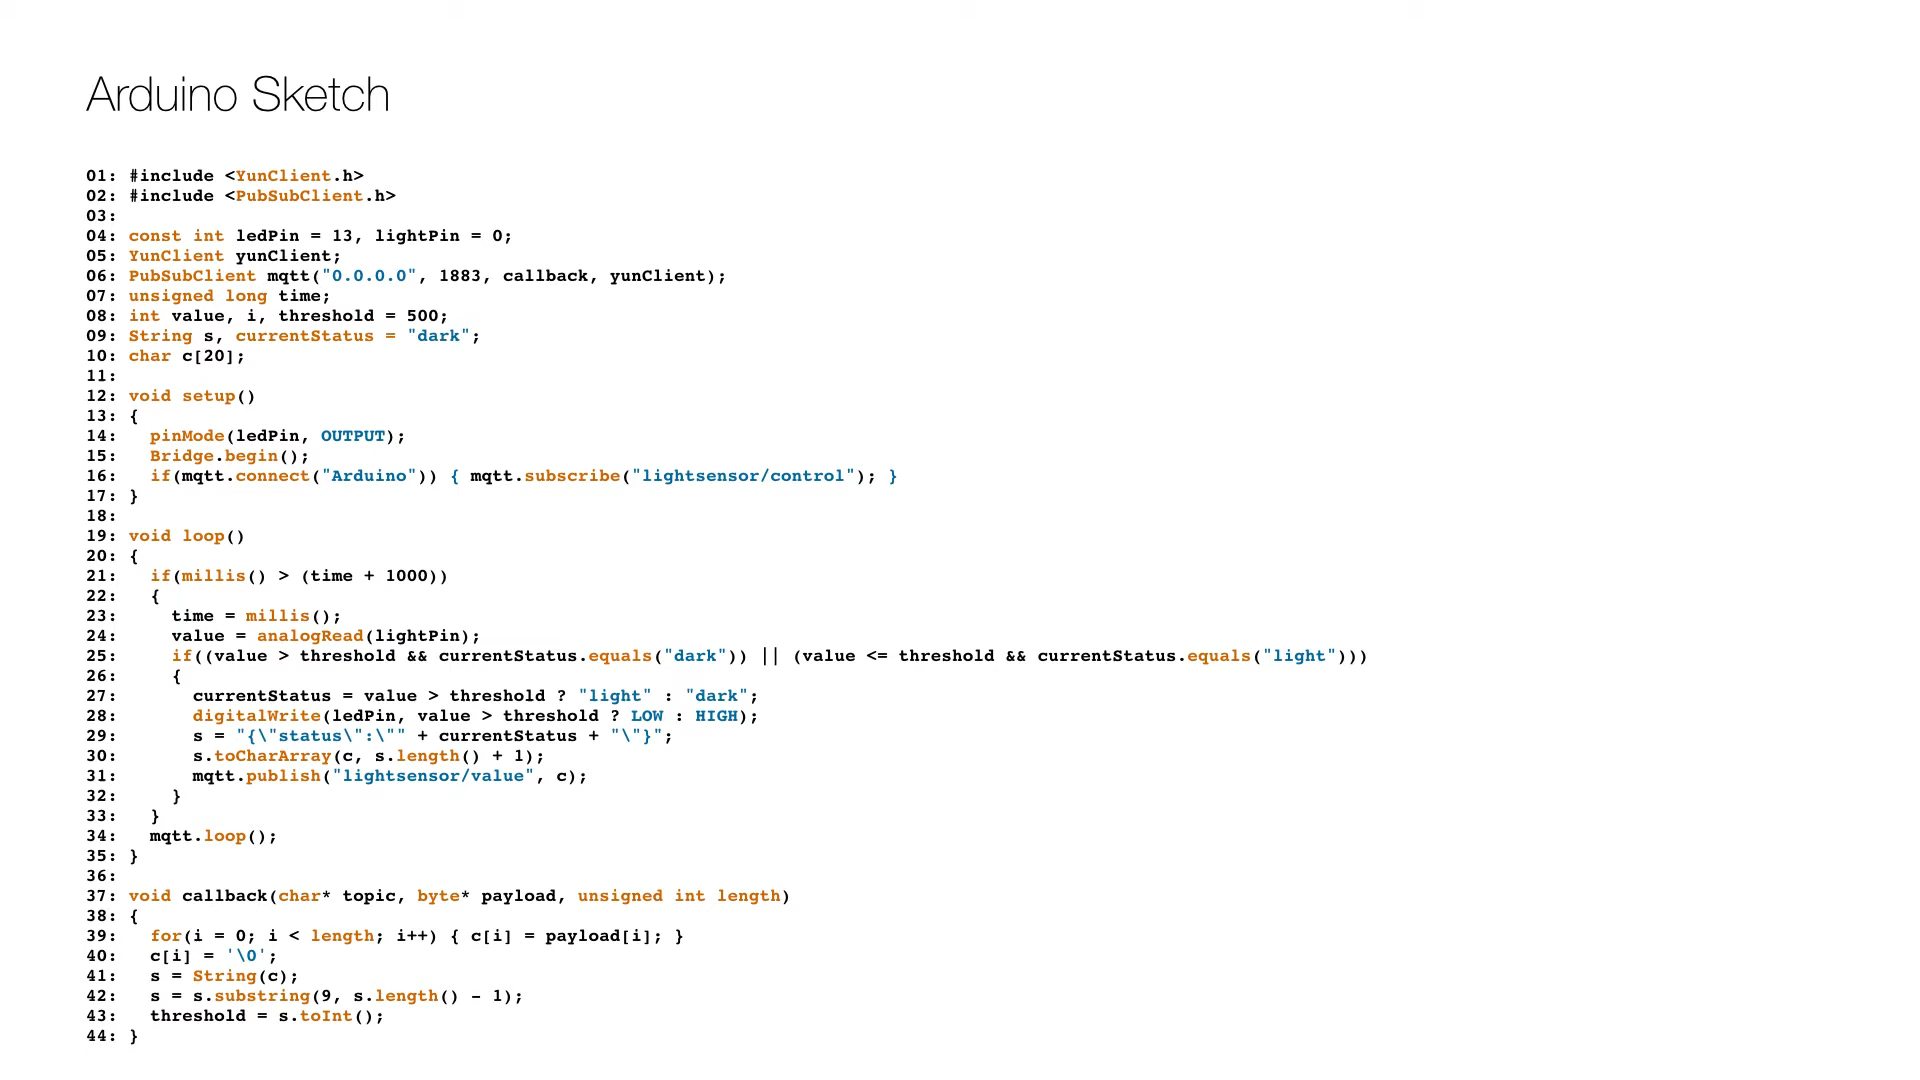 Arduino Sketch
01: #include <YunClient.h>
02: #include <PubSubClient.h>
03:
04: const int ledPin = 13, lightPin = 0;
05: YunClient yunClient;
06: PubSubClient mqtt("0.0.0.0", 1883, callback, yunClient);
07: unsigned long time;
08: int value, i, threshold = 500;
09: String s, currentStatus = "dark";
10: char c[20];
11:
12: void setup()
13: {
14:   pinMode(ledPin, OUTPUT);
15:   Bridge.begin();
16:   if(mqtt.connect("Arduino")) { mqtt.subscribe("lightsensor/control"); }
17: }
18:
19: void loop()
20: {
21:   if(millis() > (time + 1000))
22:   {
23:     time = millis();
24:     value = analogRead(lightPin);
25:     if((value > threshold && currentStatus.equals("dark")) || (value <= threshold && currentStatus.equals("light")))
26:     {
27:       currentStatus = value > threshold ? "light" : "dark";
28:       digitalWrite(ledPin, value > threshold ? LOW : HIGH);
29:       s = "{\"status\":\"" + currentStatus + "\"}";
30:       s.toCharArray(c, s.length() + 1);
31:       mqtt.publish("lightsensor/value", c);
32:     }
33:   }
34:   mqtt.loop();
35: }
36:
37: void callback(char* topic, byte* payload, unsigned int length)
38: {
39:   for(i = 0; i < length; i++) { c[i] = payload[i]; }
40:   c[i] = '\0';
41:   s = String(c);
42:   s = s.substring(9, s.length() - 1);
43:   threshold = s.toInt();
44: }